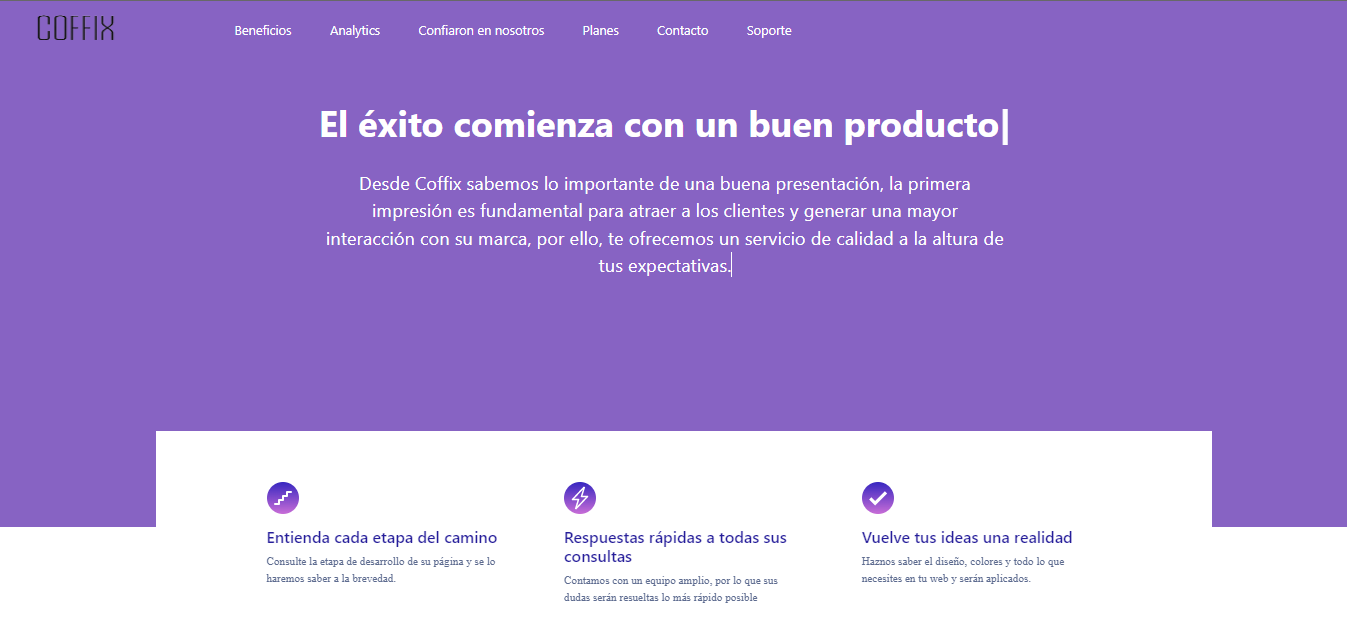 COFFIX
Beneficios
Analytics
Confiaron en nosotros
Planes
Contacto
Soporte
El éxito comienza con un buen producto|
Desde Coffix sabemos lo importante de una buena presentación, la primera
impresión es fundamental para atraer a los clientes y generar una mayor
interacción con su marca, por ello, te ofrecemos un servicio de calidad a la altura de
tus expectativas.
Entienda cada etapa del camino
Consulte la etapa de desarrollo de su página y se lo
haremos saber a la brevedad.
Respuestas rápidas a todas sus
consultas
Contamos con un equipo amplio, por lo que sus
dudas serán resueltas lo más rápido posible
Vuelve tus ideas una realidad
Haznos saber el diseño, colores y todo lo que
necesites en tu web y serán aplicados.